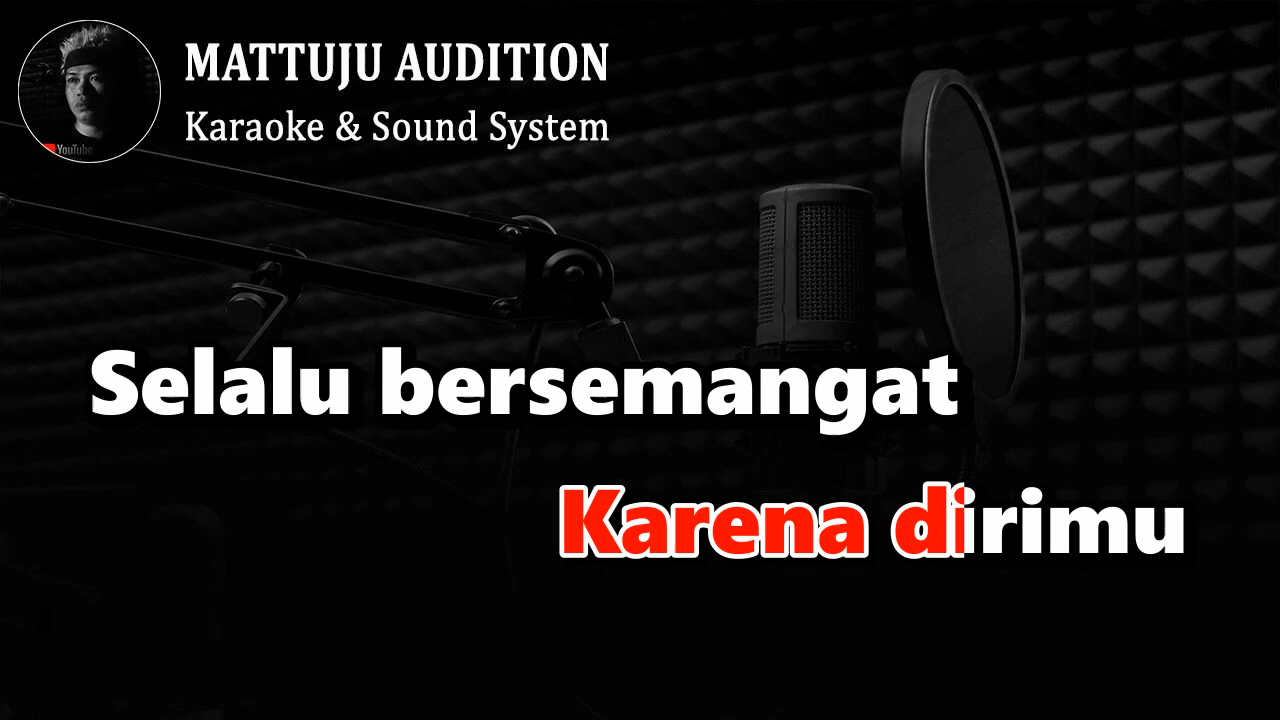 MATTUJU AUDITION
Karaoke & Sound System
YouTube
Selalu bersemangat
Karena dirimu